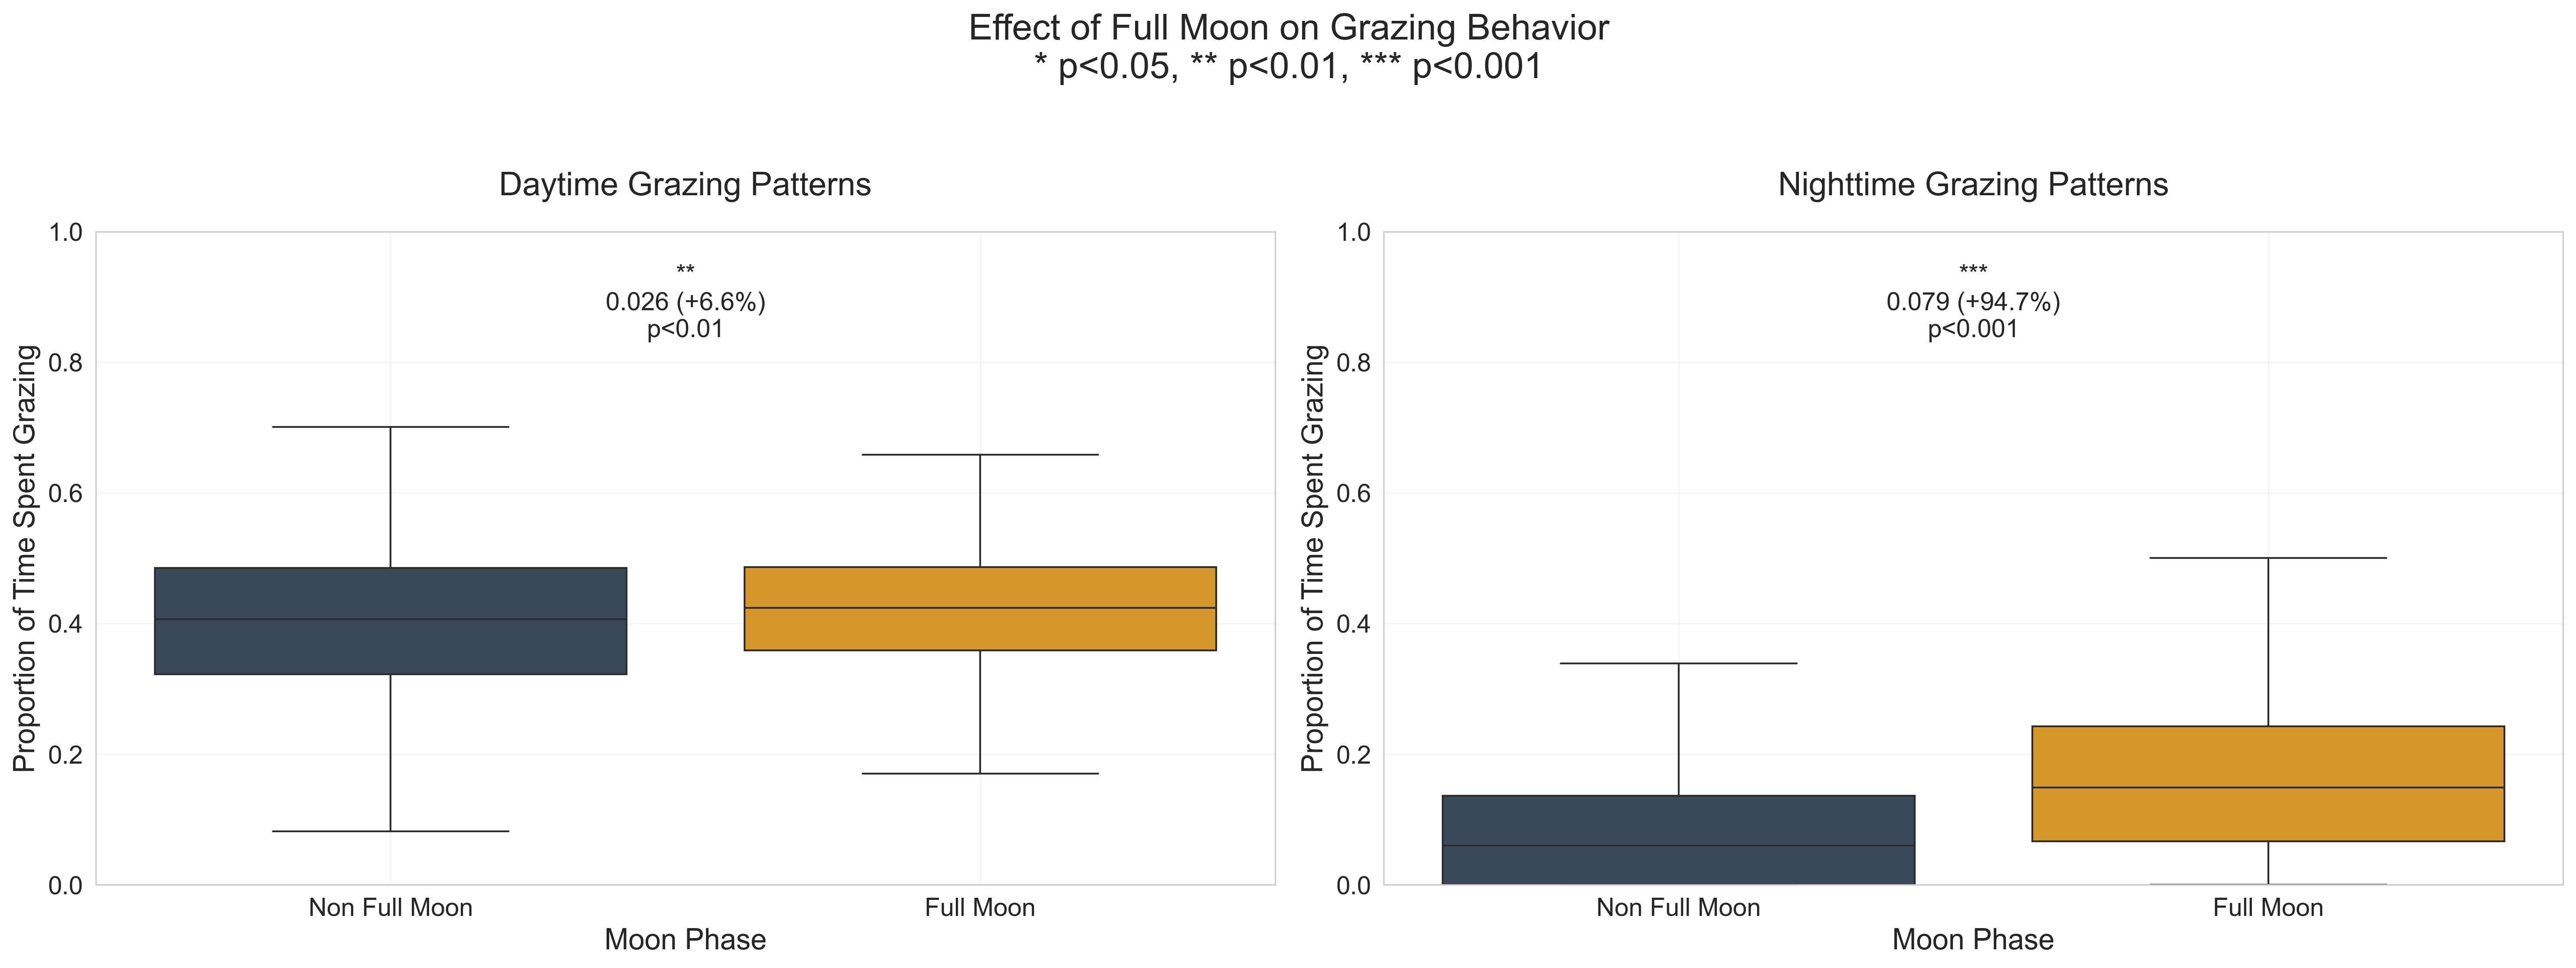 Effect of Full Moon on Grazing Behavior
* p<0.05, ** p<0.01, *** p<0.001
Daytime Grazing Patterns
Proportion of Time Spent Grazing
1.0
0.8
0.6
0.4
0.2
0.0
**
0.026 (+6.6%)
p<0.01
Non Full Moon
Full Moon
Moon Phase
Nighttime Grazing Patterns
Proportion of Time Spent Grazing
1.0
0.8
0.6
0.4
0.2
0.0
***
0.079 (+94.7%)
p<0.001
Non Full Moon
Full Moon
Moon Phase